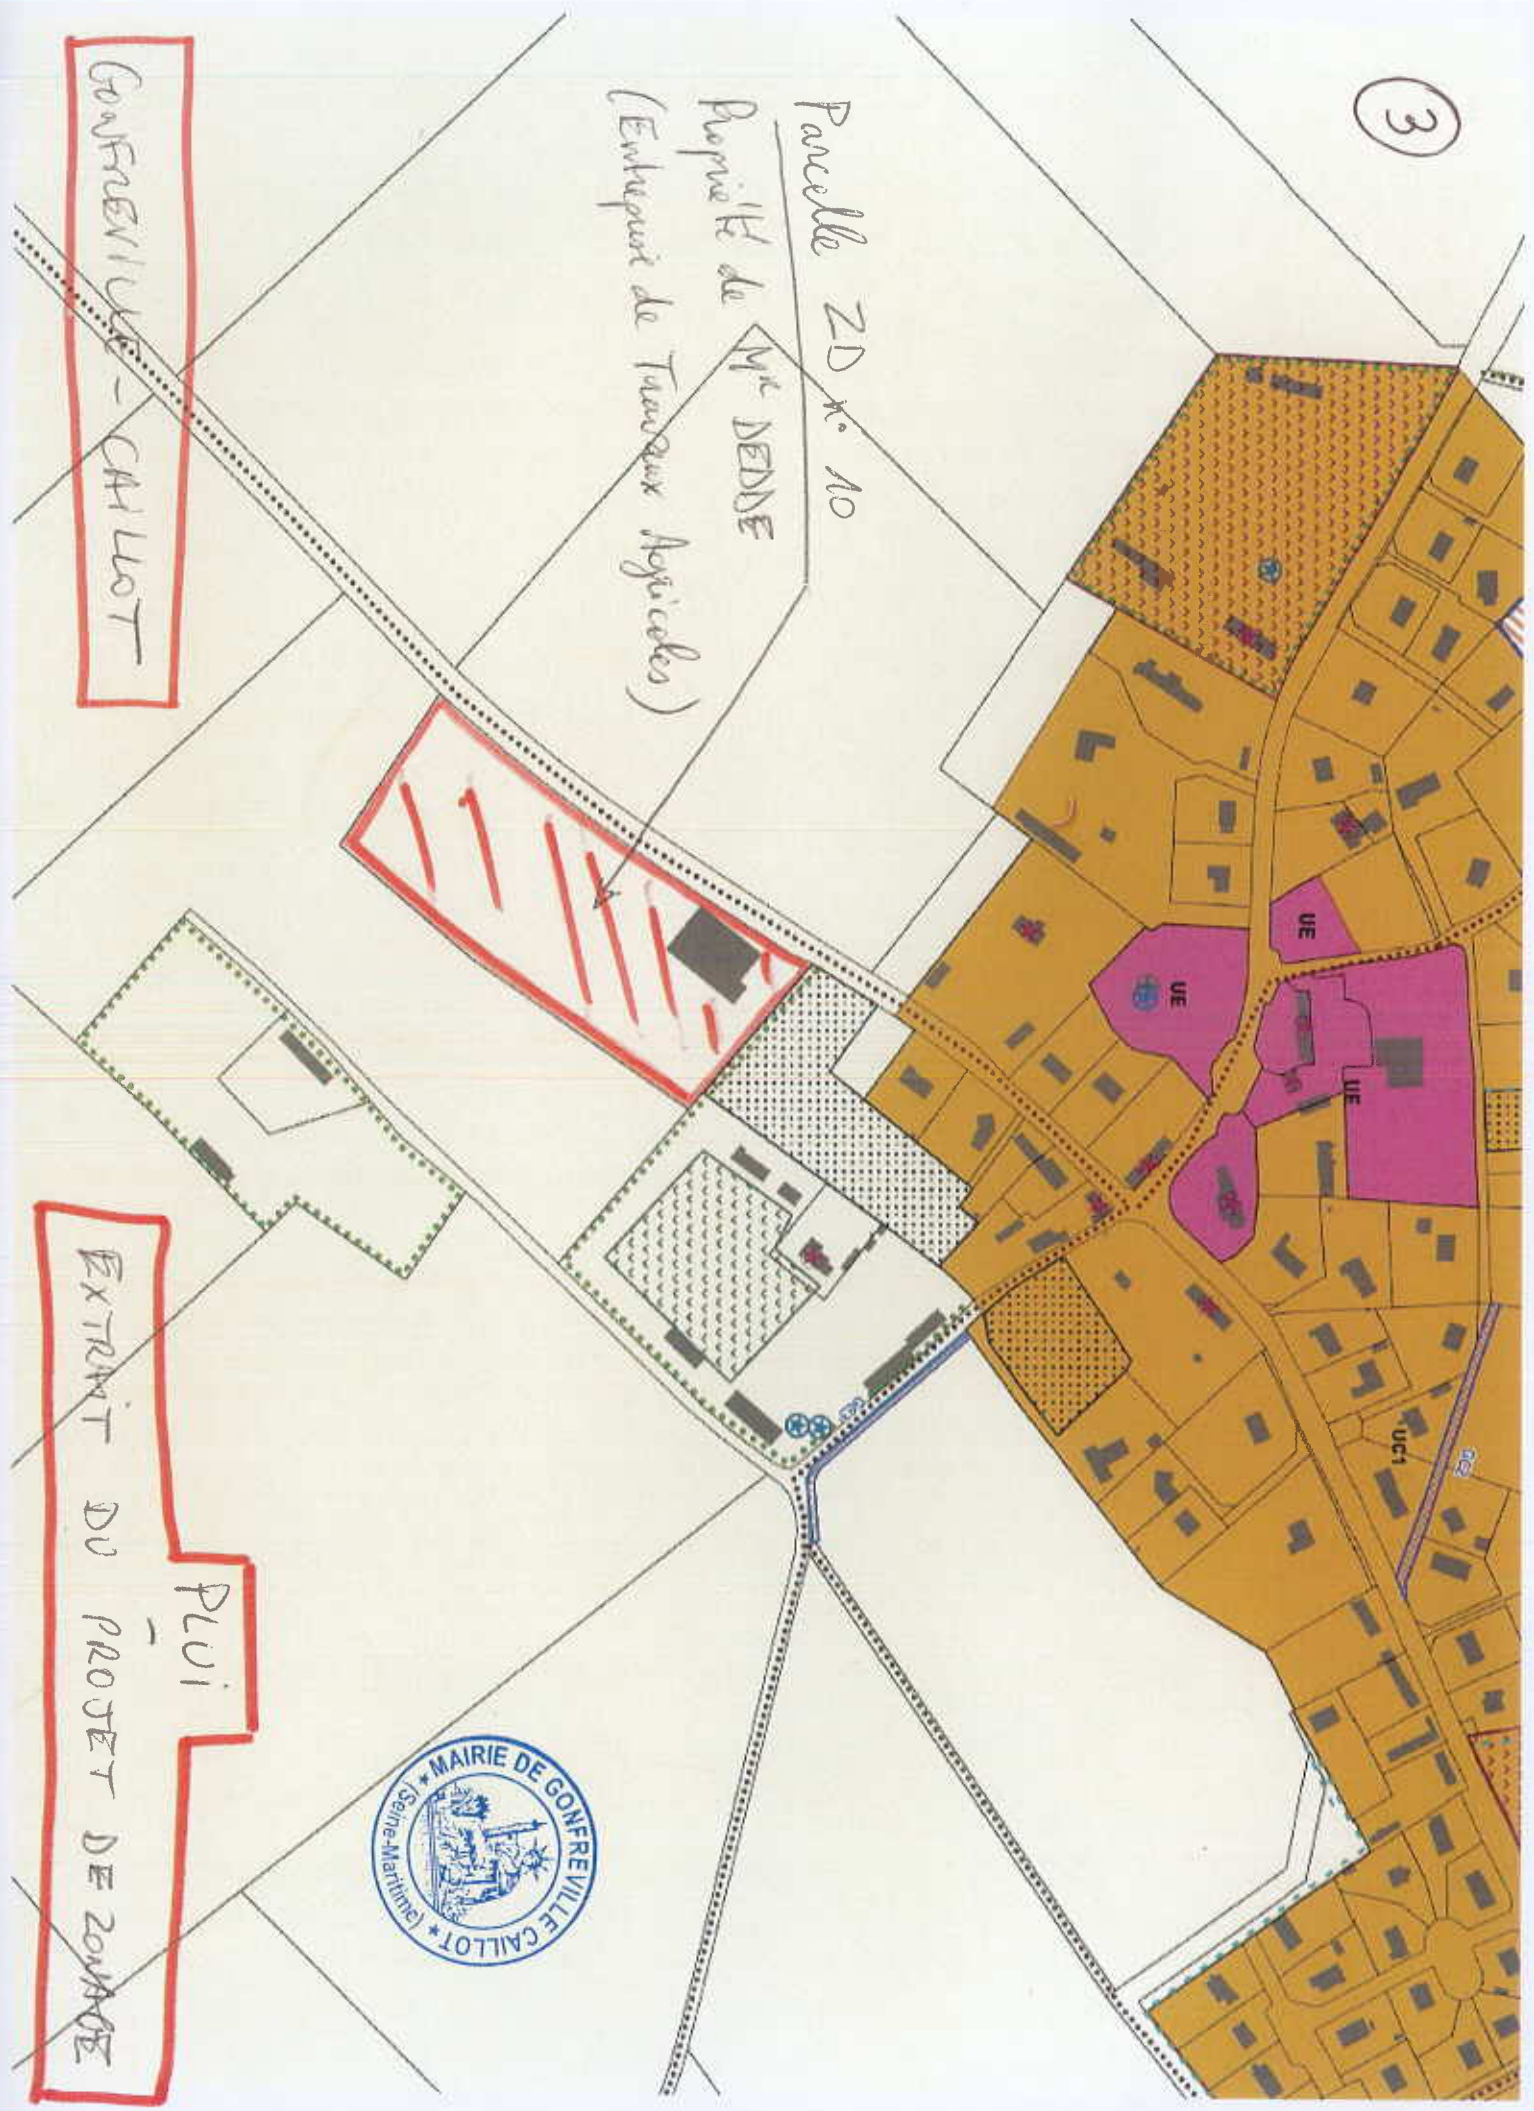 3
Parcelle ZD n° 10
Propriété de Mr DEDDE
(Entreprise de Travaux Agricoles)
GONFREVILLE-CAILLOT
PLUi
EXTRAIT DU PROJET DE ZONAGE
UE
UE
UE
UC1
MAIRIE DE GONFREVILLE CAILLOT
(Seine-Maritime)